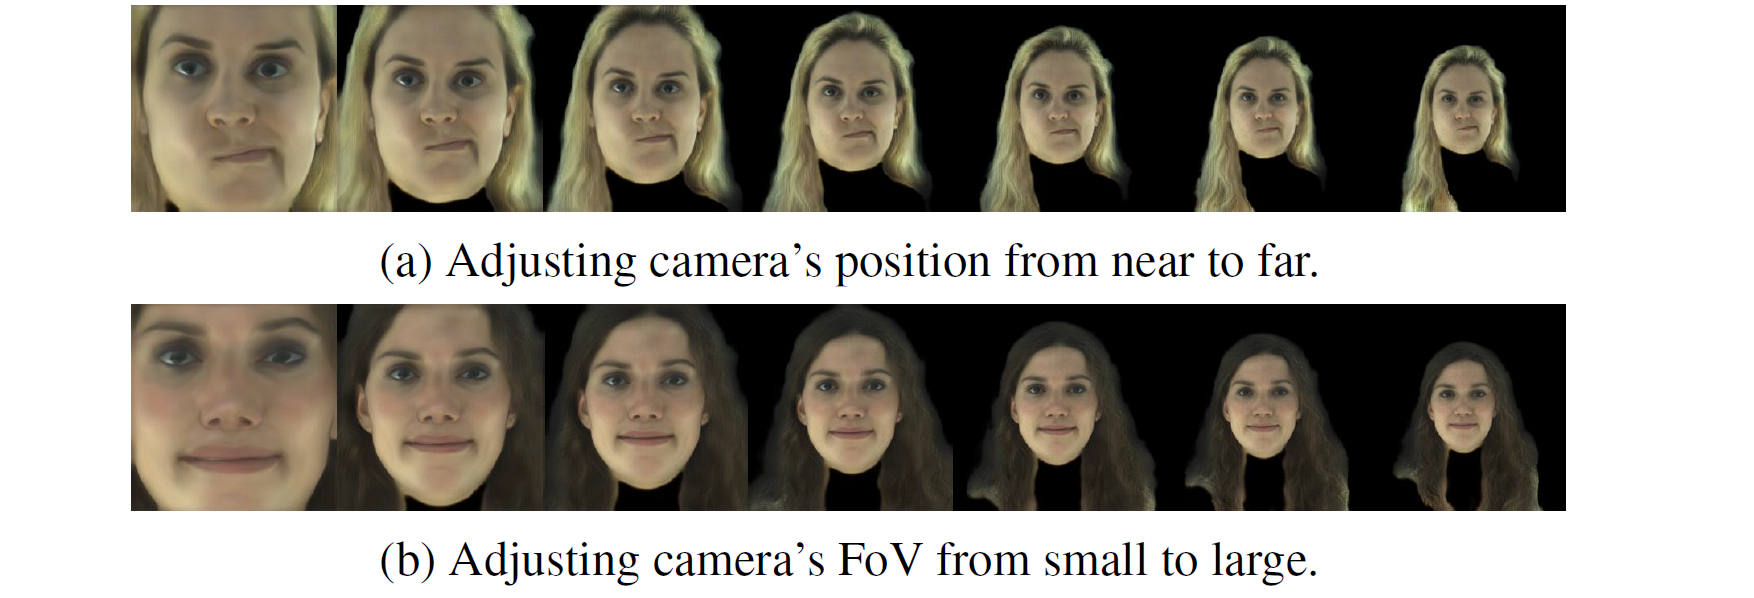 (a) Adjusting camera’s position from near to far.
(b) Adjusting camera’s FoV from small to large.